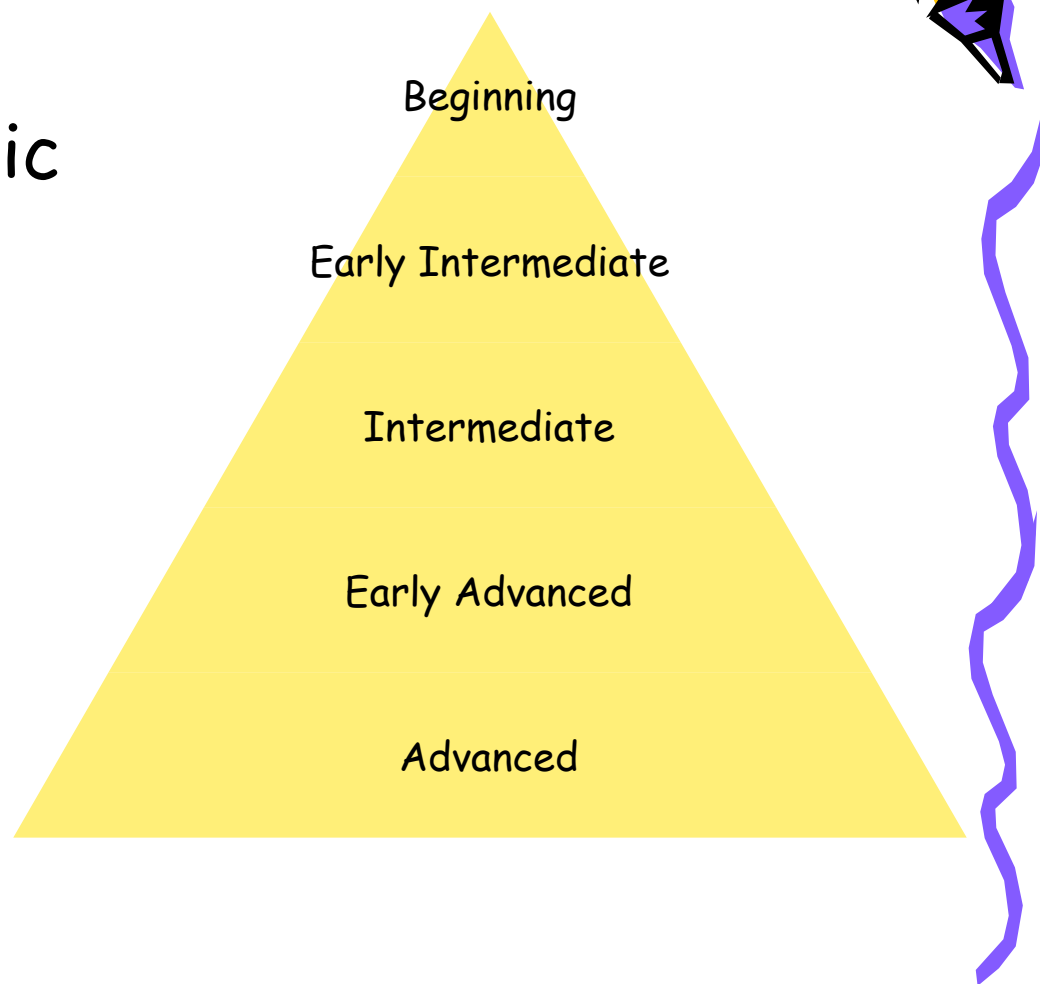 Beginning
ic
Early Intermediate
Intermediate
Early Advanced
Advanced